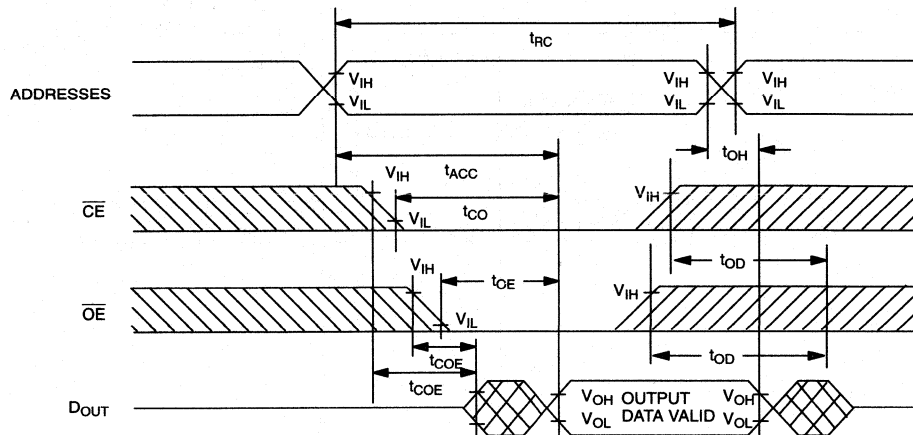 tRC
ADDRESSES
VIH VIH VIH
VIL VIL VIL
tOH
tACC
VIH VIH
CE tCO
VIL
tOD
VIH tCE VIH
OE
VIL
tCOE tOD
tCOE
DOUT VOH OUTPUT VOH
VOL DATA VALID VOL